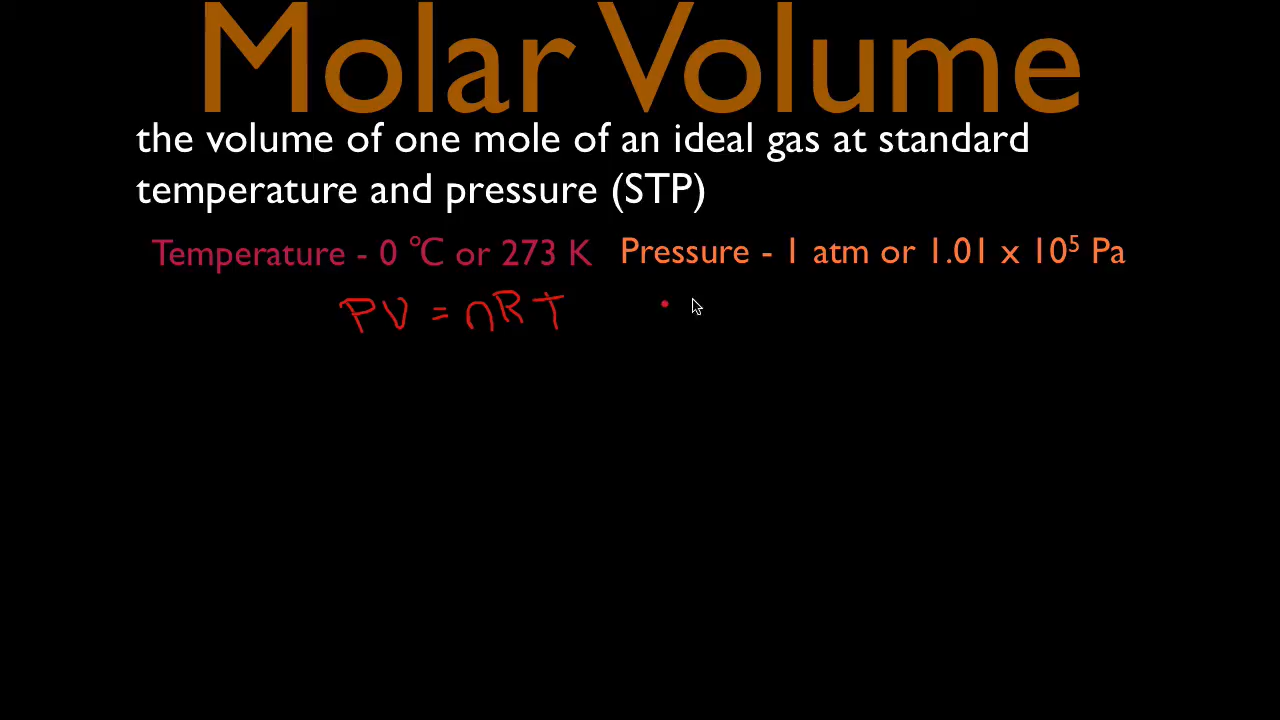 Molar Volume
the volume of one mole of an ideal gas at standard
temperature and pressure (STP)
Temperature - 0 °C or 273 K Pressure - 1 atm or 1.01 x 10⁵ Pa
PV = nRT